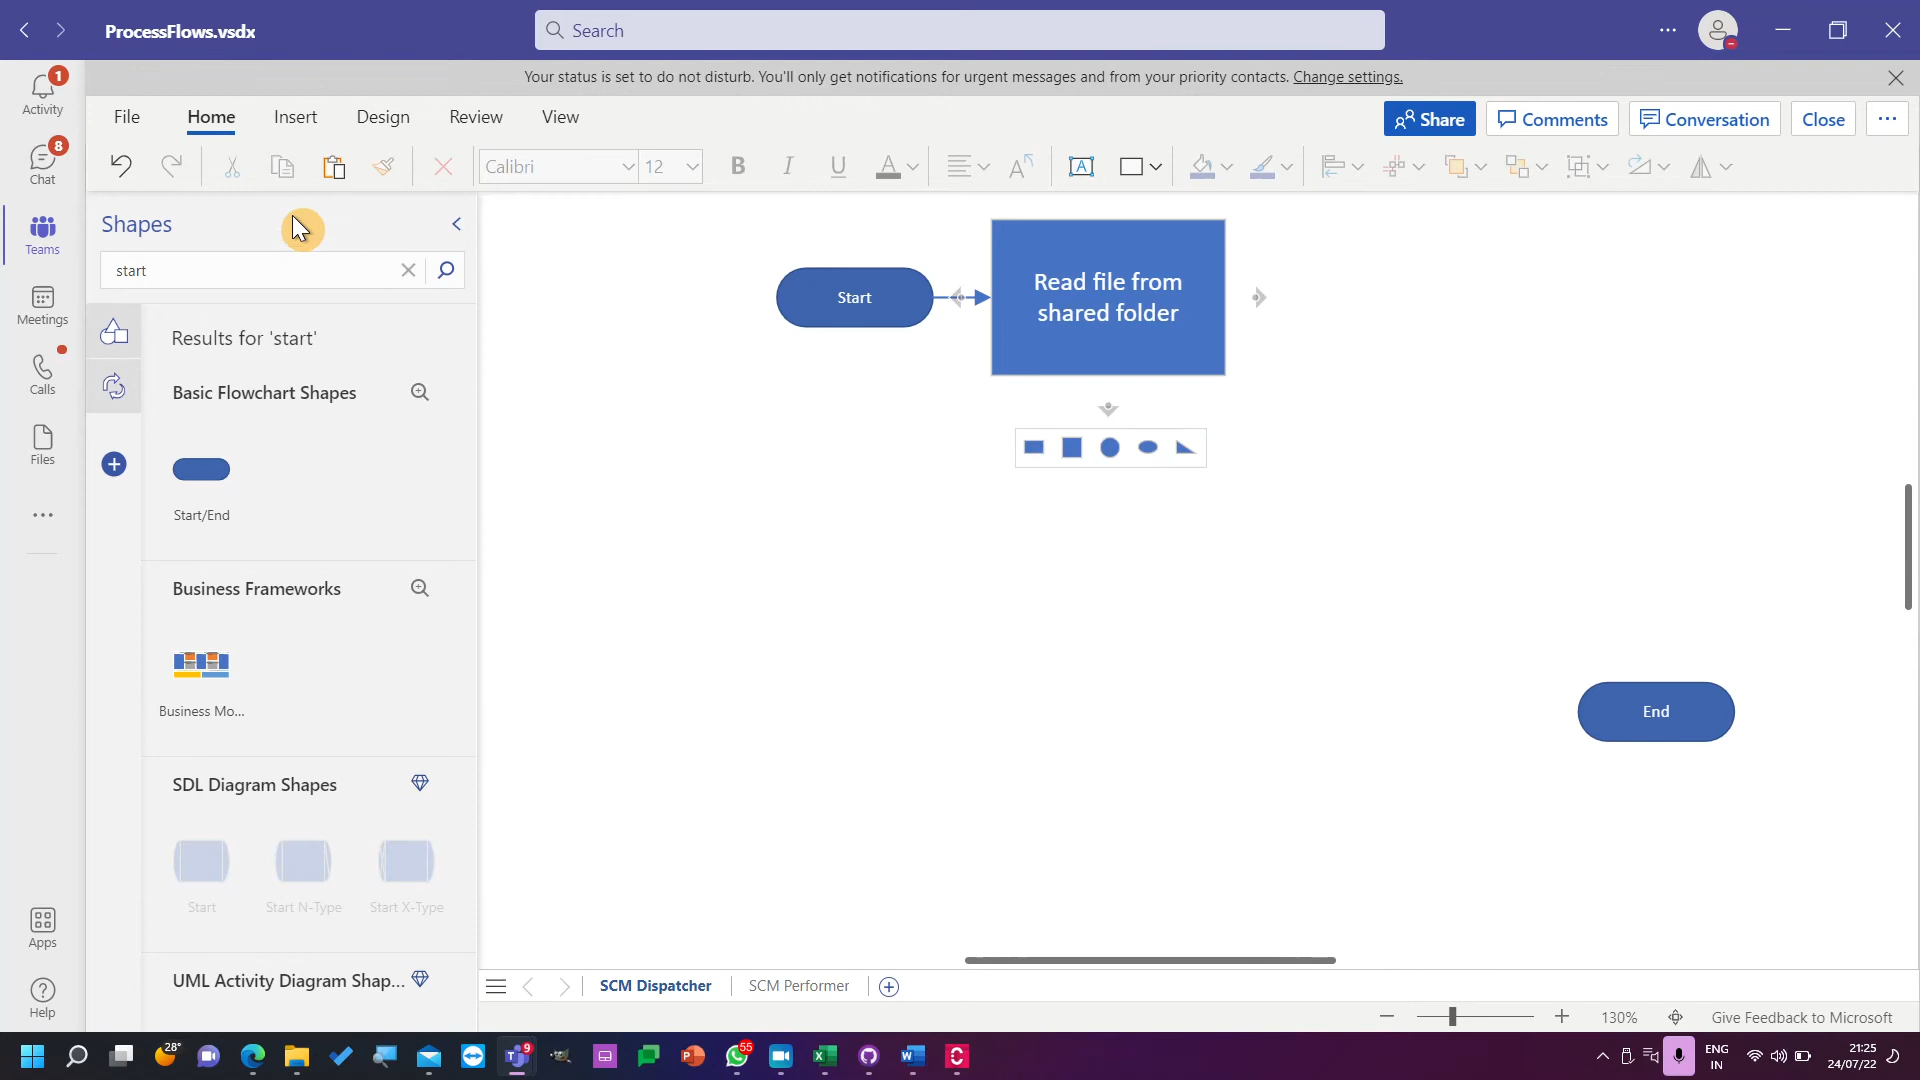 ProcessFlows.vsdx
Search
Your status is set to do not disturb. You'll only get notifications for urgent messages and from your priority contacts. Change settings.
1
Activity
8
Chat
Teams
Meetings
Calls
Files
Apps
Help
File Home Insert Design Review View
Share Comments Conversation Close
Calibri 12 B I U A A A
Shapes
start
Results for 'start'
Basic Flowchart Shapes
Start/End
Business Frameworks
Business Mo...
SDL Diagram Shapes
Start Start N-Type Start X-Type
UML Activity Diagram Shap...
Start
Read file from
shared folder
End
SCM Dispatcher SCM Performer
130% Give Feedback to Microsoft
28°
9
55
ENG
IN
21:25
24/07/22